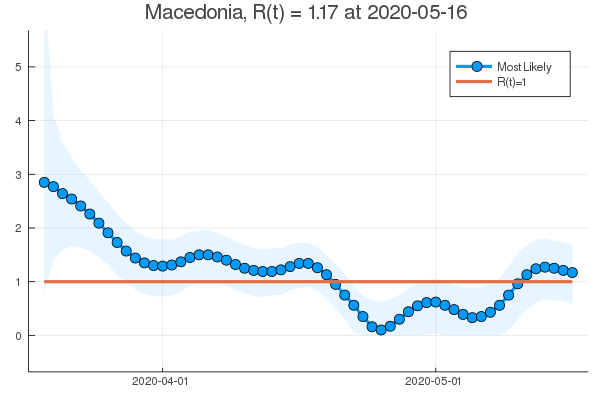 Macedonia, R(t) = 1.17 at 2020-05-16
Most Likely
R(t)=1
5
4
3
2
1
0
2020-04-01
2020-05-01